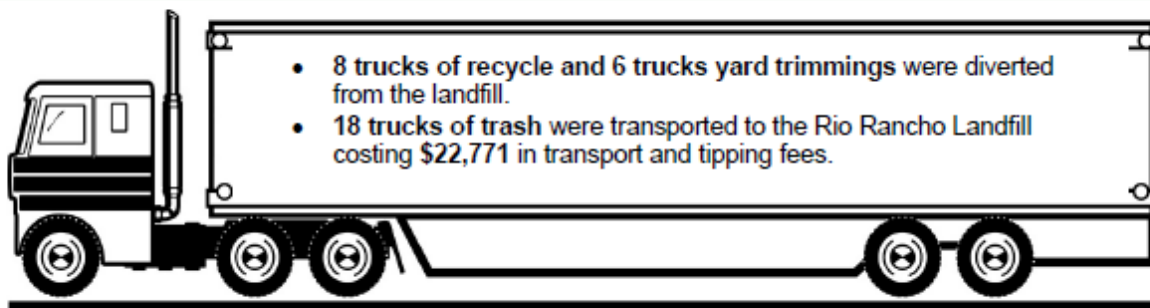 • 8 trucks of recycle and 6 trucks yard trimmings were diverted
from the landfill.
• 18 trucks of trash were transported to the Rio Rancho Landfill
costing $22,771 in transport and tipping fees.